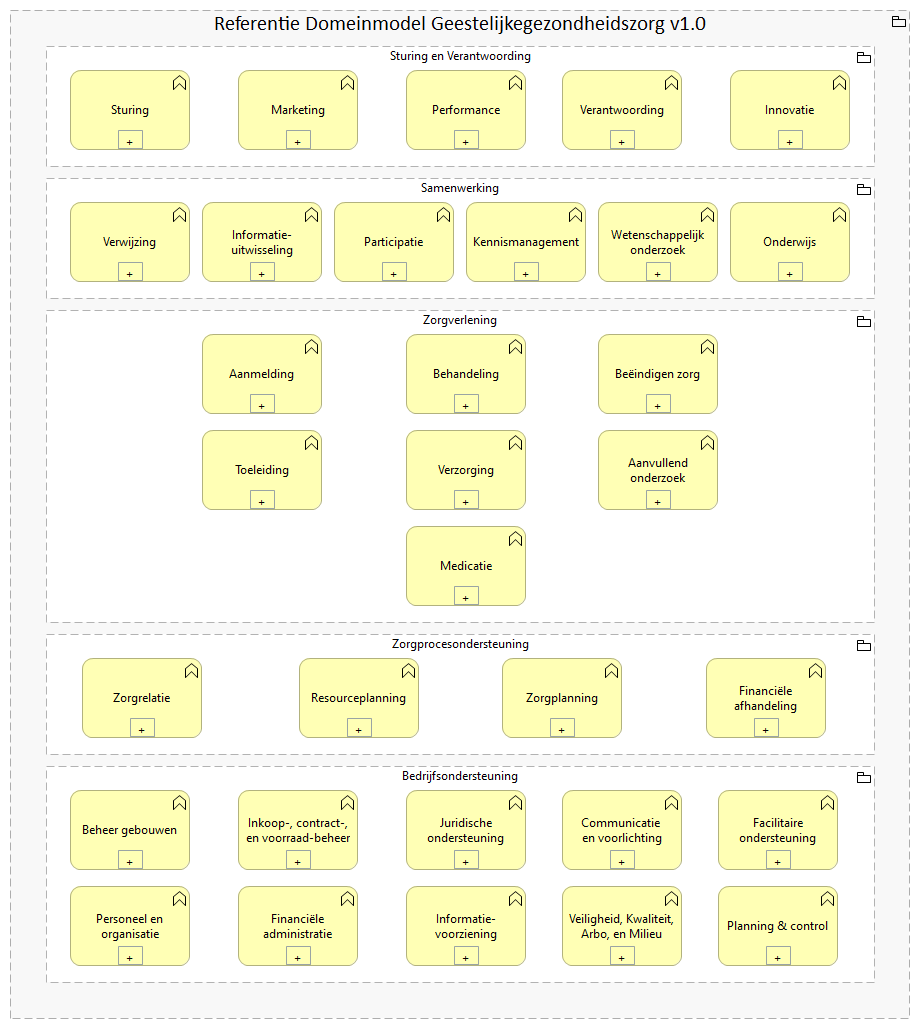 Referentie Domeinmodel Geestelijkegezondheidszorg v1.0
Sturing en Verantwoording
Sturing
Marketing
Performance
Verantwoording
Innovatie
Samenwerking
Verwijzing
Informatie-
uitwisseling
Participatie
Kennismanagement
Wetenschappelijk
onderzoek
Onderwijs
Zorgverlening
Aanmelding
Behandeling
Beëindigen zorg
Toeleiding
Verzorging
Aanvullend
onderzoek
Medicatie
Zorgprocesondersteuning
Zorgrelatie
Resourceplanning
Zorgplanning
Financiële
afhandeling
Bedrijfsondersteuning
Beheer gebouwen
Inkoop-, contract-,
en voorraad-beheer
Juridische
ondersteuning
Communicatie
en voorlichting
Facilitaire
ondersteuning
Personeel en
organisatie
Financiële
administratie
Informatie-
voorziening
Veiligheid, Kwaliteit,
Arbo, en Milieu
Planning & control